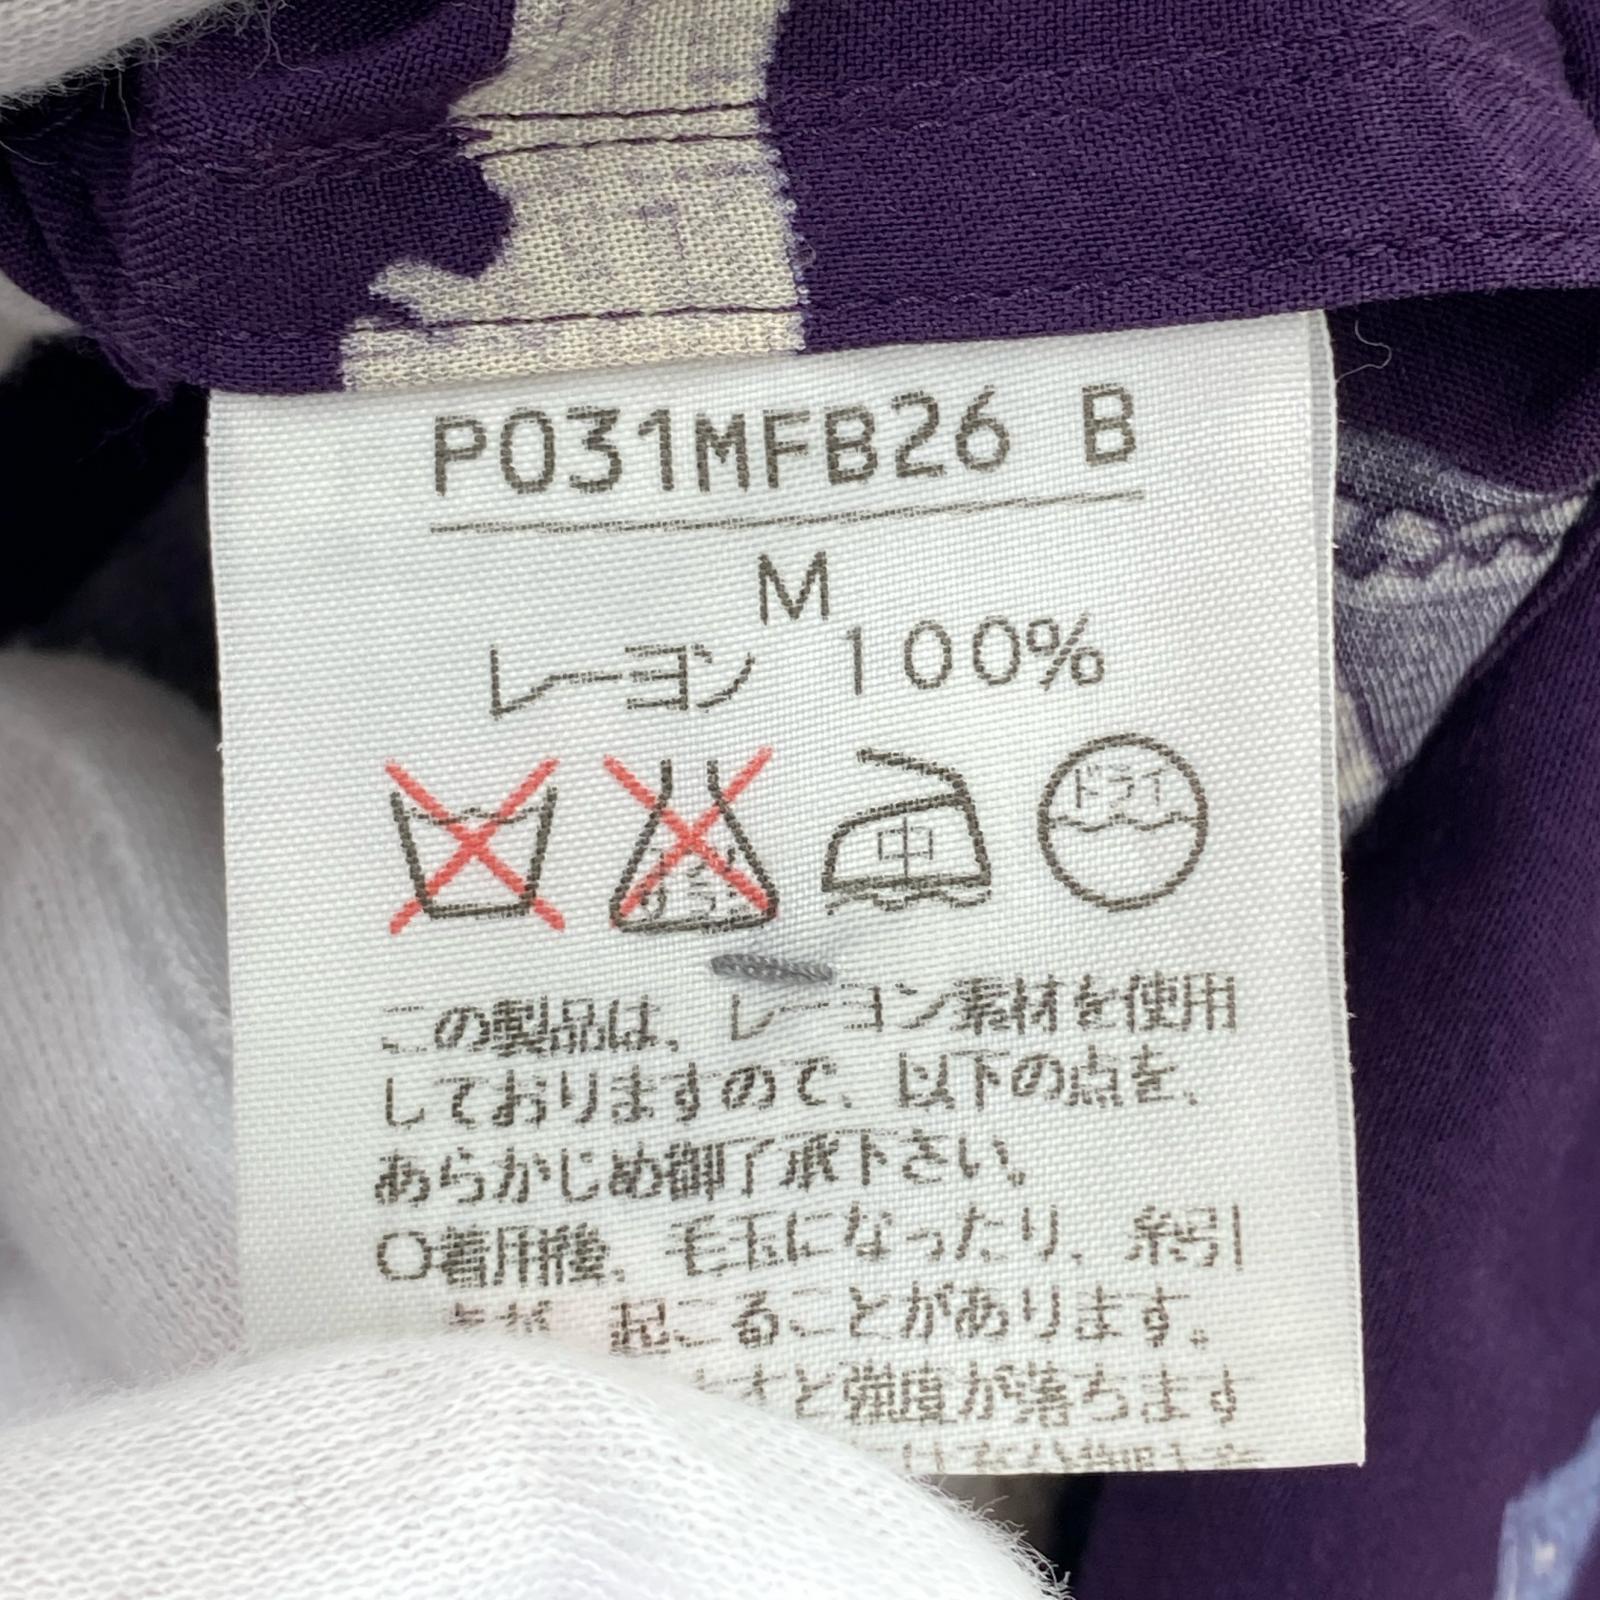 P031MFB26 B
M
レーヨン 100%
中 ドライ
この製品は、レーヨン素材を使用
しておりますので、以下の点を、
あらかじめ御了承下さい。
○着用後、毛玉になったり、糸引
起こることがあります。
と強度が落ちます